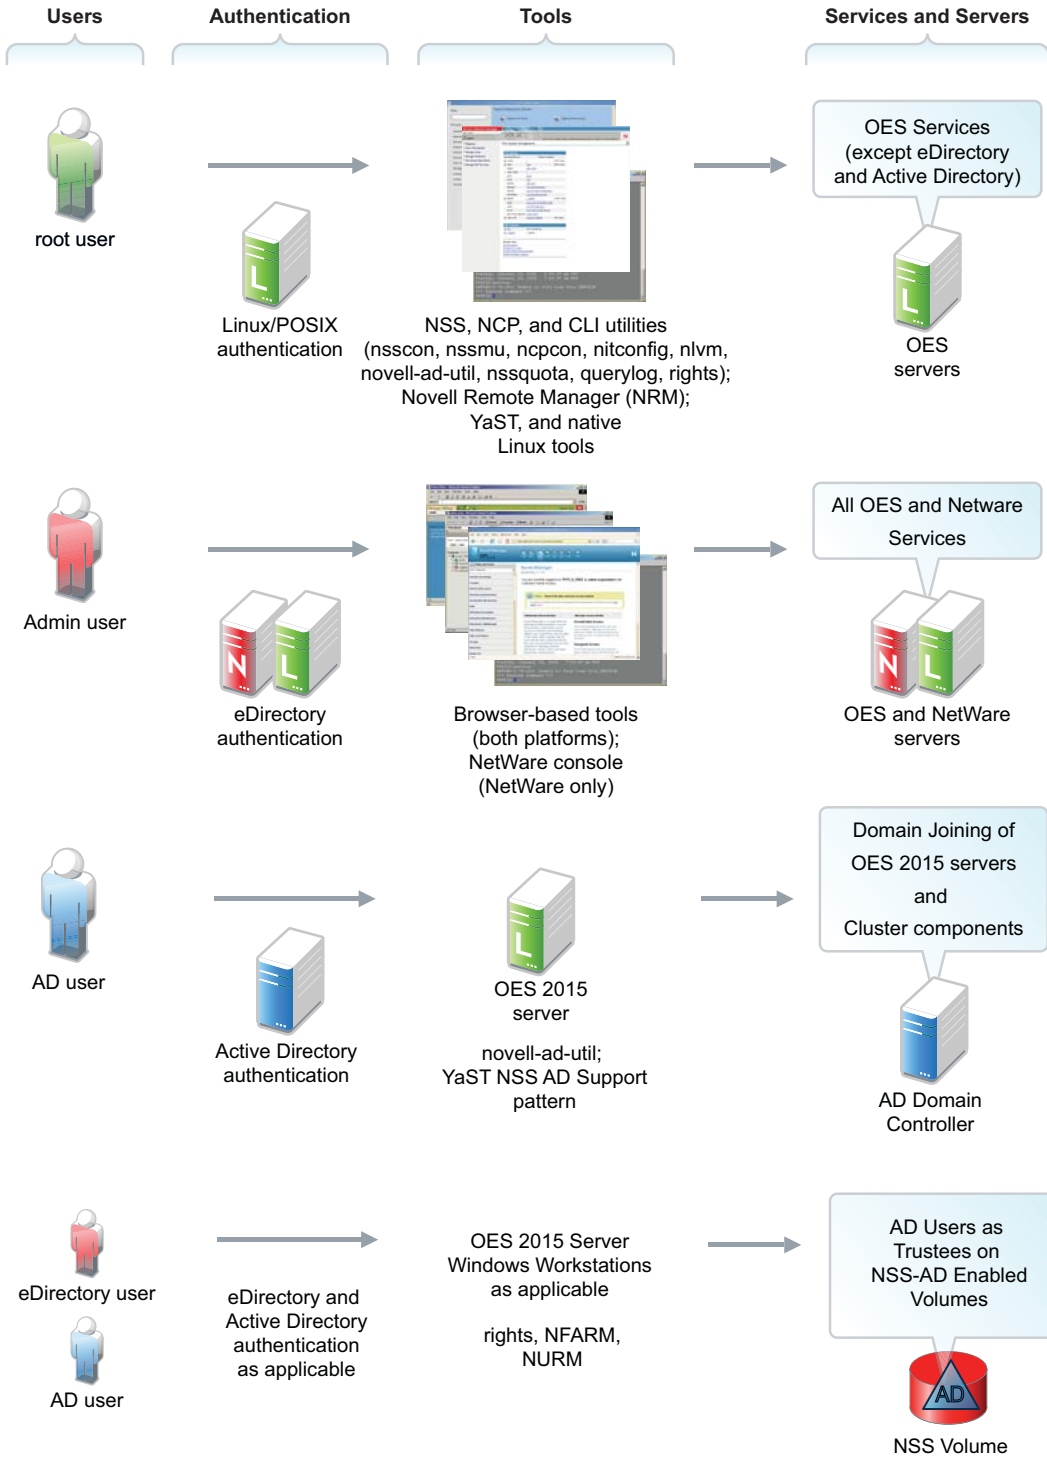 Users
Authentication
Tools
Services and Servers
root user
L
Linux/POSIX
authentication
NSS, NCP, and CLI utilities
(nsscon, nssmu, ncpcon, nitconfig, nlvm,
novell-ad-util, nssquota, querylog, rights);
Novell Remote Manager (NRM);
YaST, and native
Linux tools
OES Services
(except eDirectory
and Active Directory)
L
OES
servers
Admin user
N L
eDirectory
authentication
Browser-based tools
(both platforms);
NetWare console
(NetWare only)
All OES and Netware
Services
N L
OES and NetWare
servers
AD user
Active Directory
authentication
L
OES 2015
server
novell-ad-util;
YaST NSS AD Support
pattern
Domain Joining of
OES 2015 servers
and
Cluster components
AD Domain
Controller
eDirectory user
AD user
eDirectory and
Active Directory
authentication
as applicable
OES 2015 Server
Windows Workstations
as applicable
rights, NFARM,
NURM
AD Users as
Trustees on
NSS-AD Enabled
Volumes
AD
NSS Volume